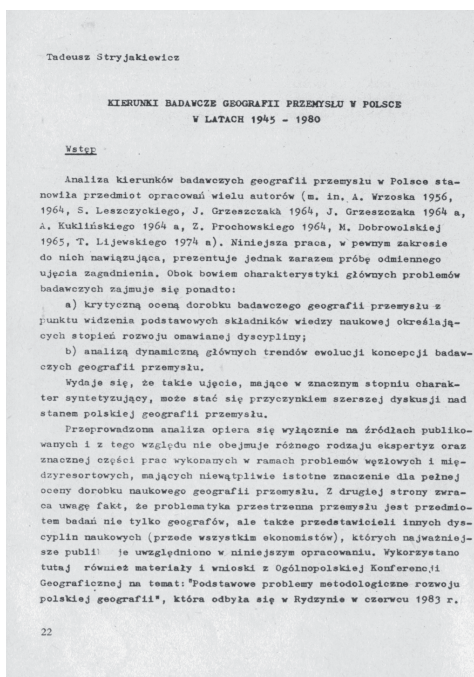 Tadeusz Stryjakiewicz
KIERUNKI BADAWCZE GEOGRAFII PRZEMYSŁU W POLSCE
W LATACH 1945 - 1980
Wstęp
Analiza kierunków badawczych geografii przemysłu w Polsce sta-
nowiła przedmiot opracowań wielu autorów (m. in. A. Wrzoska 1956,
1964, S. Leszczyckiego, J. Grzeszczaka 1964, J. Grzeszczaka 1964 a,
A. Kuklińskiego 1964 a, Z. Prochowskiego 1964, M. Dobrowolskiej
1965, T. Lijewskiego 1974 a). Niniejsza praca, w pewnym zakresie
do nich nawiązująca, prezentuje jednak zarazem próbę odmiennego
ujęcia zagadnienia. Obok bowiem charakterystyki głównych problemów
badawczych zajmuje się ponadto:
a) krytyczną oceną dorobku badawczego geografii przemysłu z
punktu widzenia podstawowych składników wiedzy naukowej określają-
cych stopień rozwoju omawianej dyscypliny;
b) analizą dynamiczną głównych trendów ewolucji koncepcji badaw-
czych geografii przemysłu.
Wydaje się, że takie ujęcie, mające w znacznym stopniu charak-
ter syntetyzujący, może stać się przyczynkiem szerszej dyskusji nad
stanem polskiej geografii przemysłu.
Przeprowadzona analiza opiera się wyłącznie na źródłach publiko-
wanych i z tego względu nie obejmuje różnego rodzaju ekspertyz oraz
znacznej części prac wykonanych w ramach problemów węzłowych i mię-
dzyresortowych, mających niewątpliwie istotne znaczenie dla pełnej
oceny dorobku naukowego geografii przemysłu. Z drugiej strony zwra-
ca uwagę fakt, że problematyka przestrzenna przemysłu jest przedmio-
tem badań nie tylko geografów, ale także przedstawicieli innych dys-
cyplin naukowych (przede wszystkim ekonomistów), których najważniej-
sze publi je uwzględniono w niniejszym opracowaniu. Wykorzystano
tutaj również materiały i wnioski z Ogólnopolskiej Konferencji
Geograficznej na temat: "Podstawowe problemy metodologiczne rozwoju
polskiej geografii", która odbyła się w Rydzynie w czerwcu 1983 r.
22